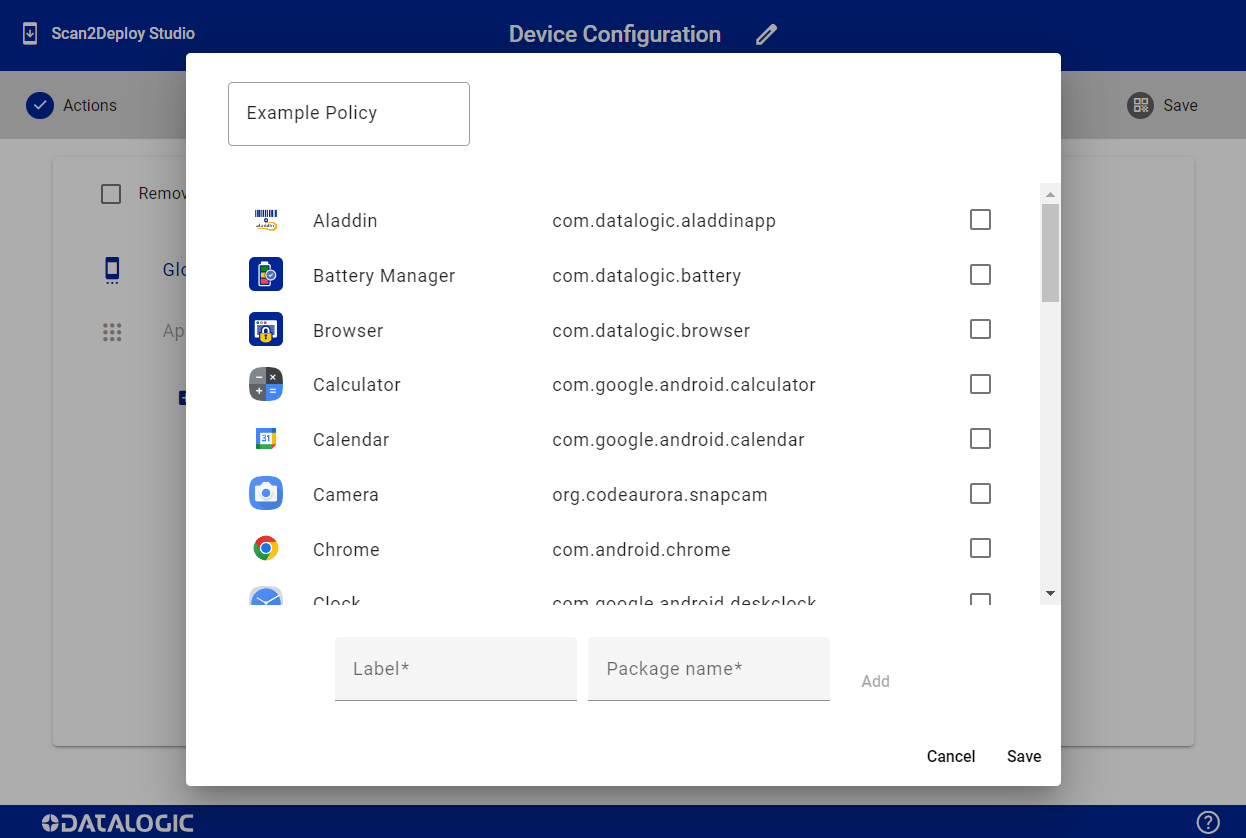 Scan2Deploy Studio
Device Configuration
Actions
Save
Example Policy
Remov
Aladdin com.datalogic.aladdinapp
Battery Manager com.datalogic.battery
Glo
Browser com.datalogic.browser
Ap
Calculator com.google.android.calculator
Calendar com.google.android.calendar
31
Camera org.codeaurora.snapcam
Chrome com.android.chrome
Clock com.google.android.deskclock
Label* Package name*
Add
Cancel Save
DATALOGIC